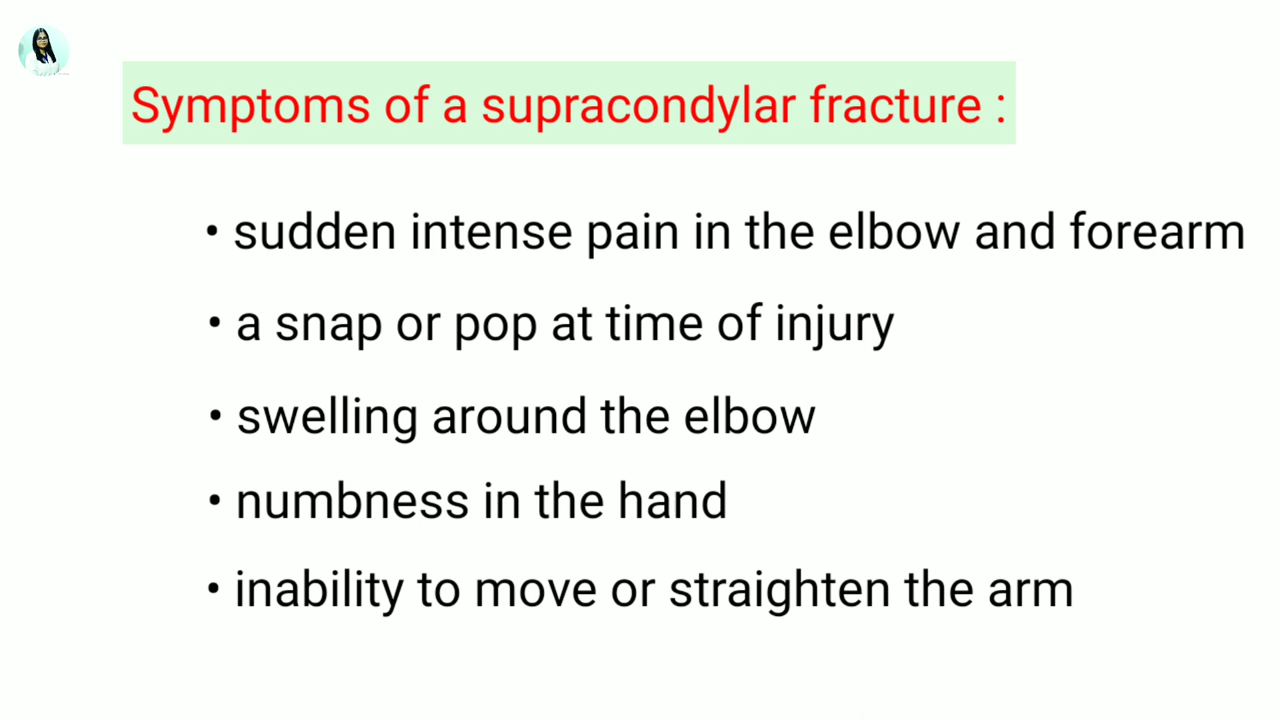 Symptoms of a supracondylar fracture :
• sudden intense pain in the elbow and forearm
• a snap or pop at time of injury
• swelling around the elbow
• numbness in the hand
• inability to move or straighten the arm